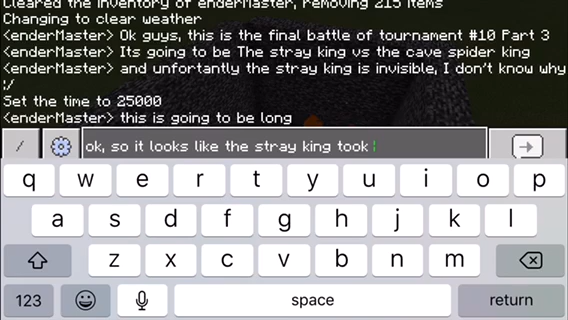 Cleared the inventory of enderMaster, removing 215 items
Changing to clear weather
<enderMaster> Ok guys, this is the final battle of tournament #10 Part 3
<enderMaster> Its going to be The stray king vs the cave spider king
<enderMaster> and unfortantly the stray king is invisible, I don't know why
:/
Set the time to 25000
<enderMaster> this is going to be long
/ ok, so it looks like the stray king took
q w e r t y u i o p
a s d f g h j k l
z x c v b n m
123 space return